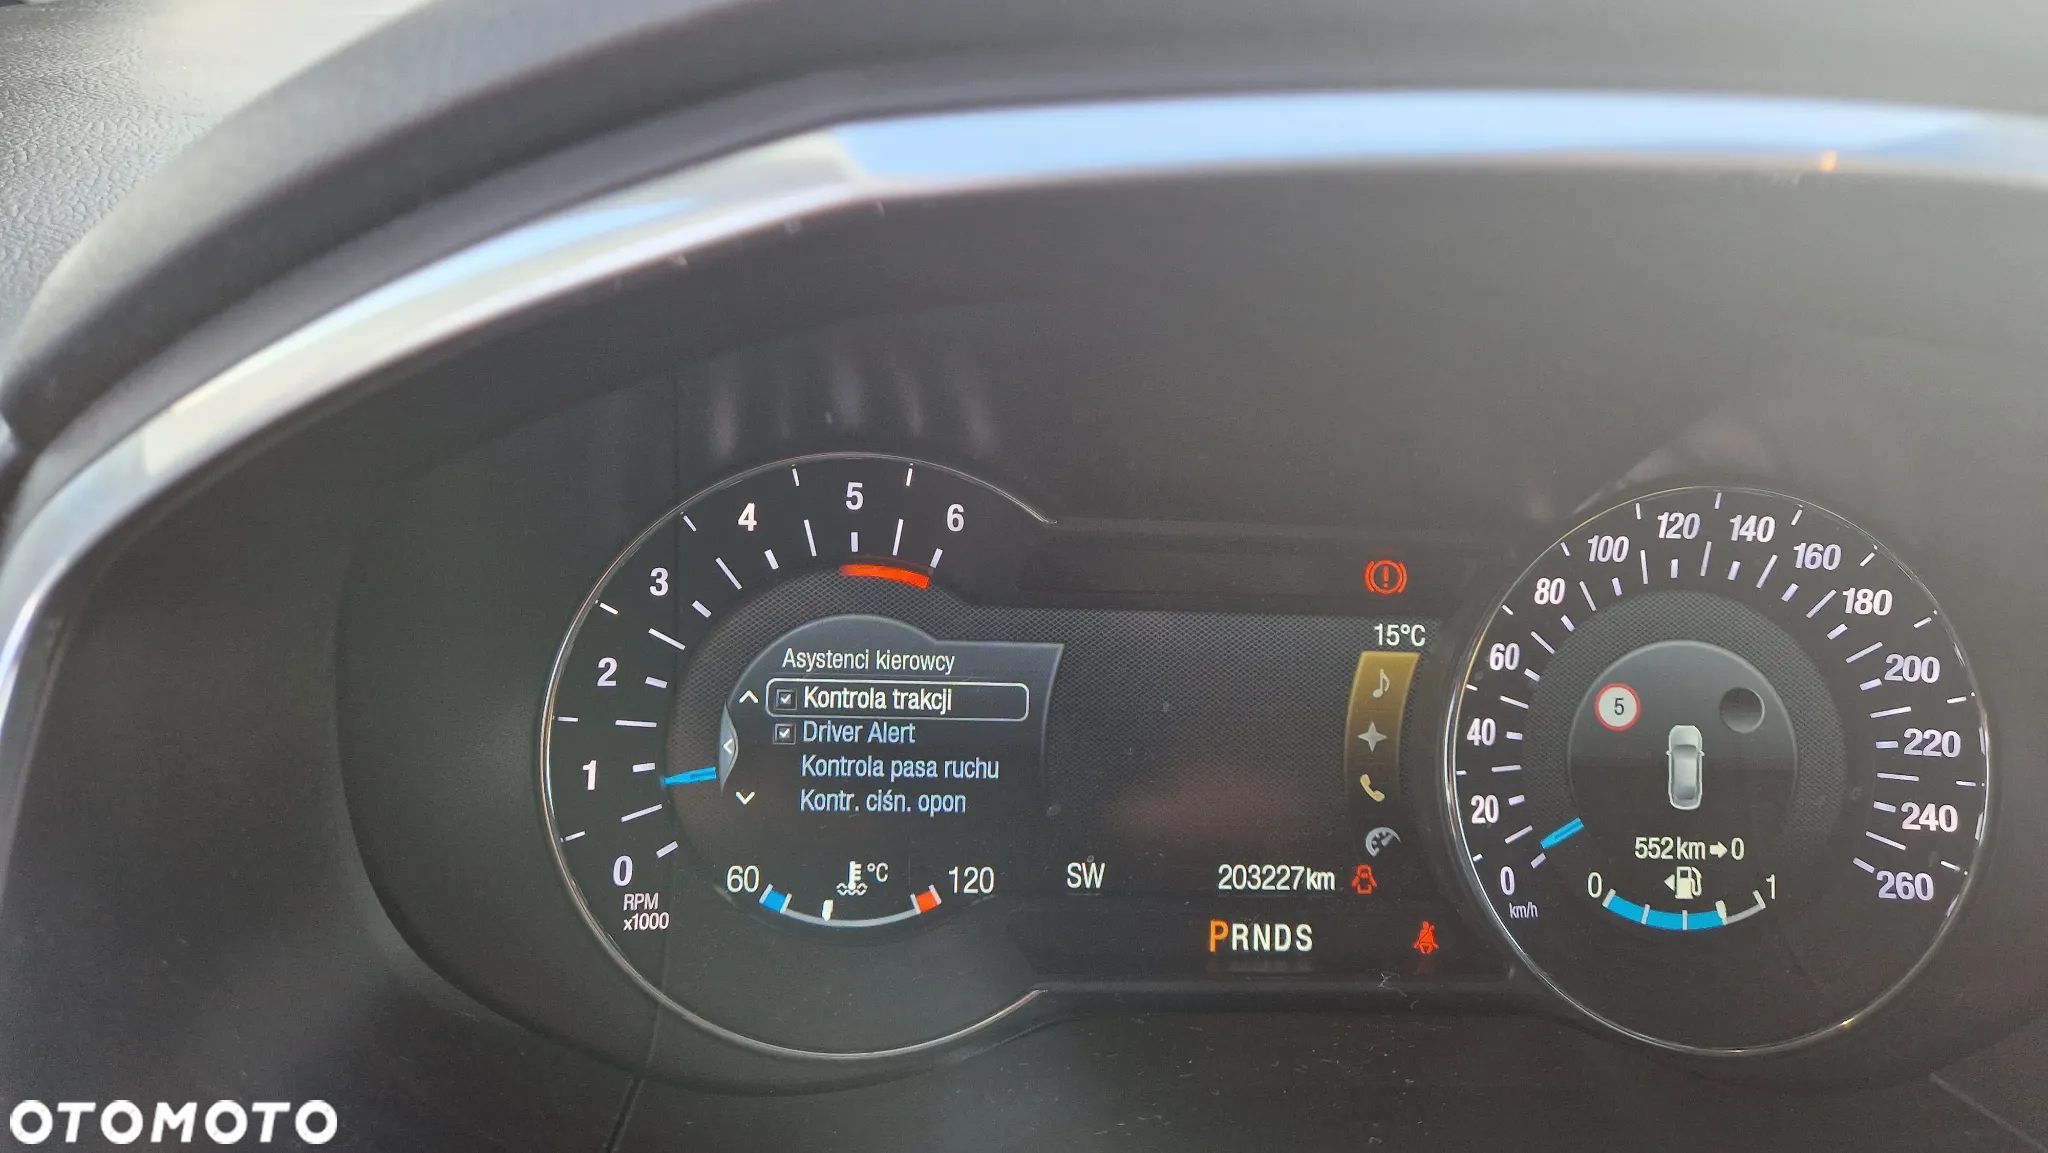 0
1
2
3
4
5
6
RPM
x1000
Asystenci kierowcy
Kontrola trakcji
Driver Alert
Kontrola pasa ruchu
Kontr. ciśn. opon
60 °C 120
15°C
SW 203227km
PRNDS
0
20
40
60
80
100
120
140
160
180
200
220
240
260
km/h
5
552km➡0
0 1
OTOMOTO